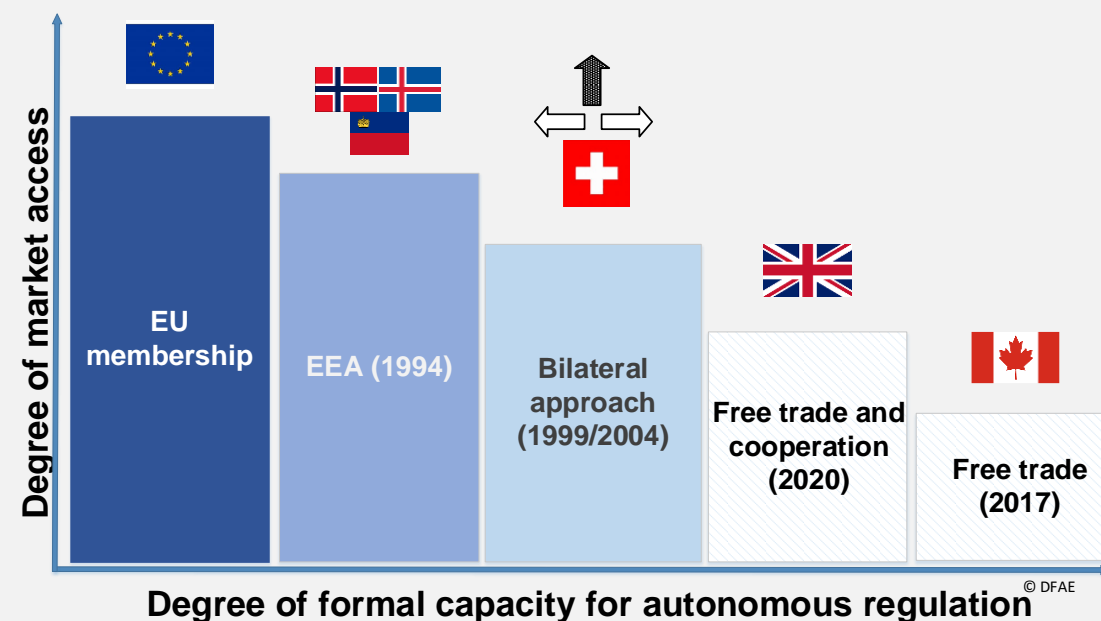 Degree of market access
EU
membership
EEA (1994)
Bilateral
approach
(1999/2004)
Free trade and
cooperation
(2020)
Free trade
(2017)
© DFAE
Degree of formal capacity for autonomous regulation